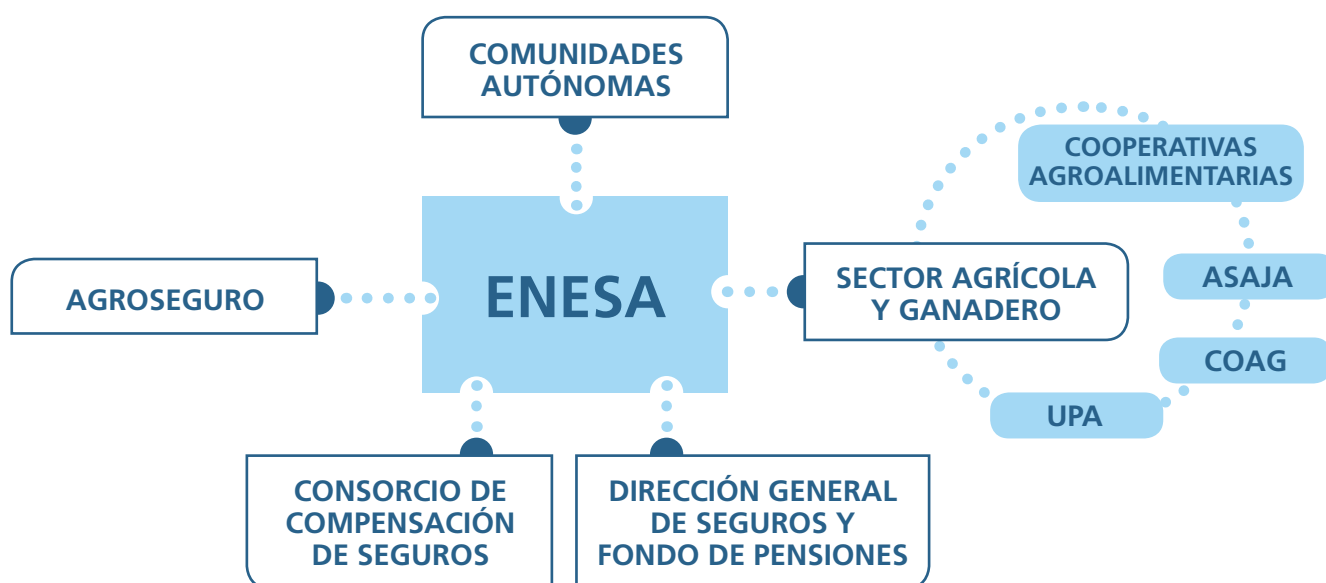 COMUNIDADES
AUTÓNOMAS
COOPERATIVAS
AGROALIMENTARIAS
AGROSEGURO
ENESA
SECTOR AGRÍCOLA
Y GANADERO
ASAJA
COAG
UPA
CONSORCIO DE
COMPENSACIÓN
DE SEGUROS
DIRECCIÓN GENERAL
DE SEGUROS Y
FONDO DE PENSIONES